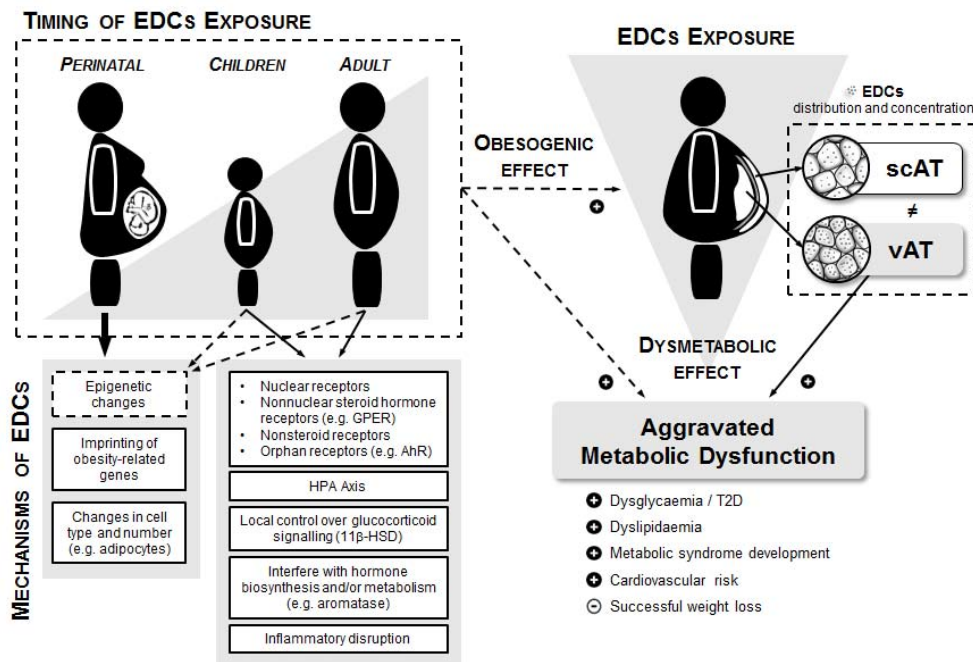 TIMING OF EDCs EXPOSURE
PERINATAL
CHILDREN
ADULT
MECHANISMS OF EDCs
Epigenetic
changes
Imprinting of
obesity-related
genes
Changes in cell
type and number
(e.g. adipocytes)
• Nuclear receptors
• Nonnuclear steroid hormone
receptors (e.g. GPER)
• Nonsteroid receptors
• Orphan receptors (e.g. AhR)
HPA Axis
Local control over glucocorticoid
signalling (11β-HSD)
Interfere with hormone
biosynthesis and/or metabolism
(e.g. aromatase)
Inflammatory disruption
OBESOGENIC
EFFECT
+
EDCs EXPOSURE
EDCs
distribution and concentration
scAT
≠
vAT
DYSMETABOLIC
EFFECT
+
+
Aggravated
Metabolic Dysfunction
+ Dysglycaemia / T2D
+ Dyslipidaemia
+ Metabolic syndrome development
+ Cardiovascular risk
− Successful weight loss